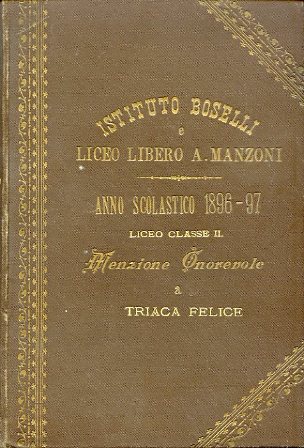 ISTITUTO BOSELLI
e
LICEO LIBERO A. MANZONI
ANNO SCOLASTICO 1896-97
LICEO CLASSE II.
Menzione Onorevole
a
TRIACA FELICE